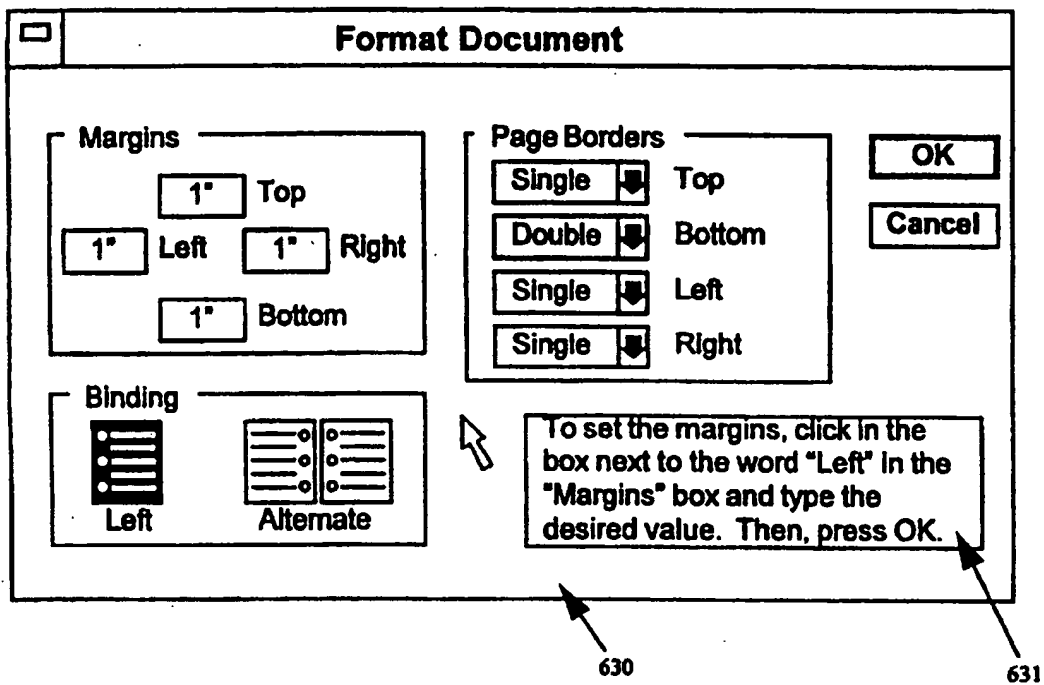 Format Document
Margins
1" Top
1" Left 1" Right
1" Bottom
Page Borders
Single Top
Double Bottom
Single Left
Single Right
OK
Cancel
Binding
Left
Alternate
To set the margins, click in the
box next to the word "Left" in the
"Margins" box and type the
desired value. Then, press OK.
630
631